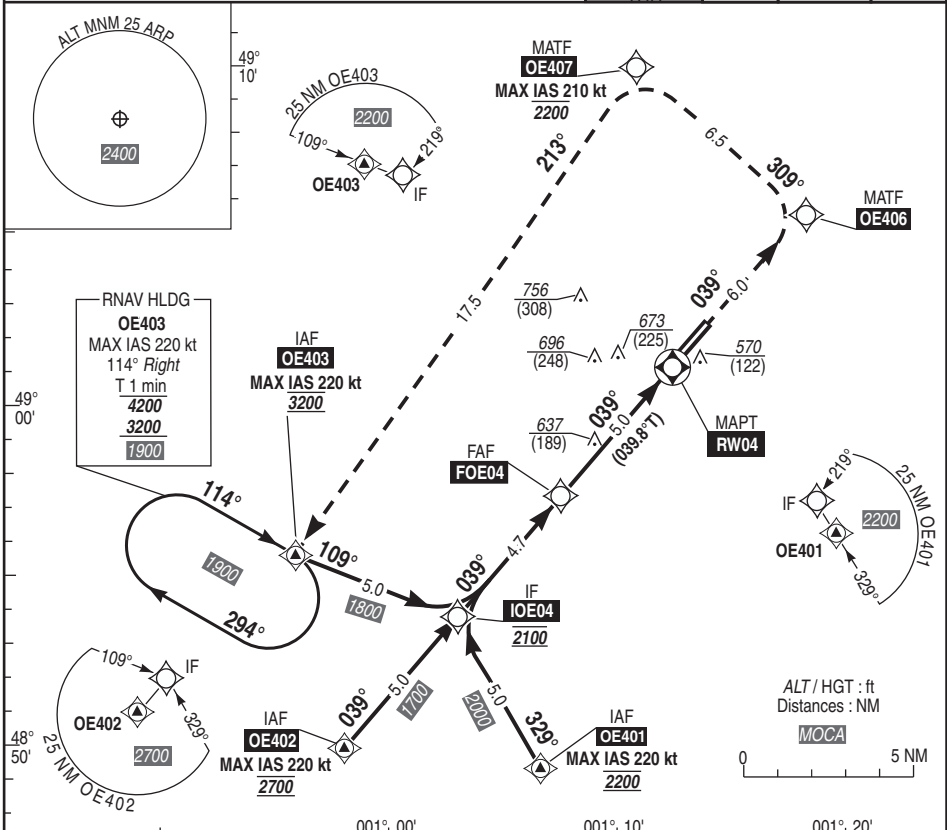 ALT MNM 25 ARP
2400
49°
10'
25 NM OE403
2200
109°
219°
OE403
IF
MATF
OE407
MAX IAS 210 kt
2200
213°
6.5
309°
MATF
OE406
17.5
RNAV HLDG
OE403
MAX IAS 220 kt
114° Right
T 1 min
4200
3200
1900
IAF
OE403
MAX IAS 220 kt
3200
756
(308)
696
(248)
673
(225)
570
(122)
637
(189)
039°
6.0
039°
5.0
(039.8°T)
MAPT
RW04
49°
00'
FAF
FOE04
114°
1900
294°
109°
5.0
1800
039°
4.7
IF
IOE04
2100
219°
IF
OE401
2200
329°
25 NM OE401
109°
IF
OE402
329°
2700
25 NM OE402
IAF
OE402
MAX IAS 220 kt
2700
039°
5.0
1700
5.0
2000
329°
IAF
OE401
MAX IAS 220 kt
2200
ALT / HGT : ft
Distances : NM
MOCA
0 5 NM
48°
50'
001° 00'
001° 10'
001° 20'